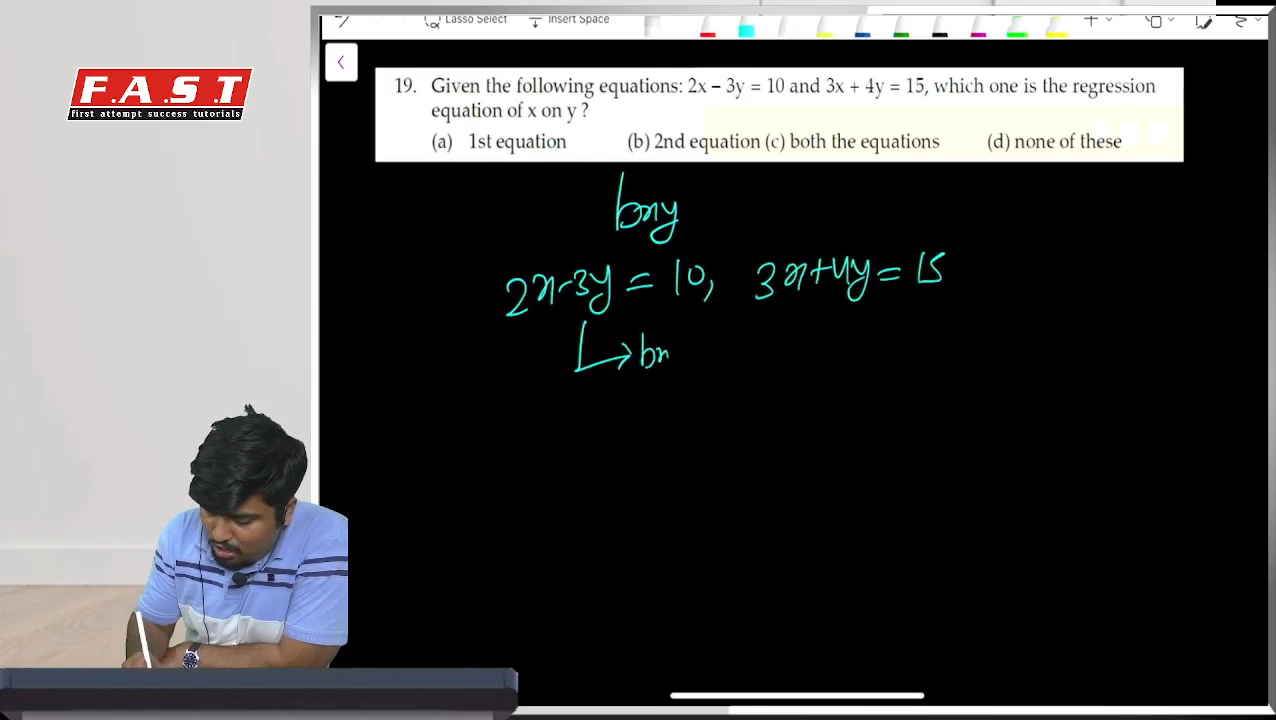 Lasso Select
Insert Space
F.A.S.T
first attempt success tutorials
19. Given the following equations: 2x – 3y = 10 and 3x + 4y = 15, which one is the regression
equation of x on y ?
(a) 1st equation (b) 2nd equation (c) both the equations (d) none of these
bxy
2x-3y = 10, 3x+4y = 15
bx